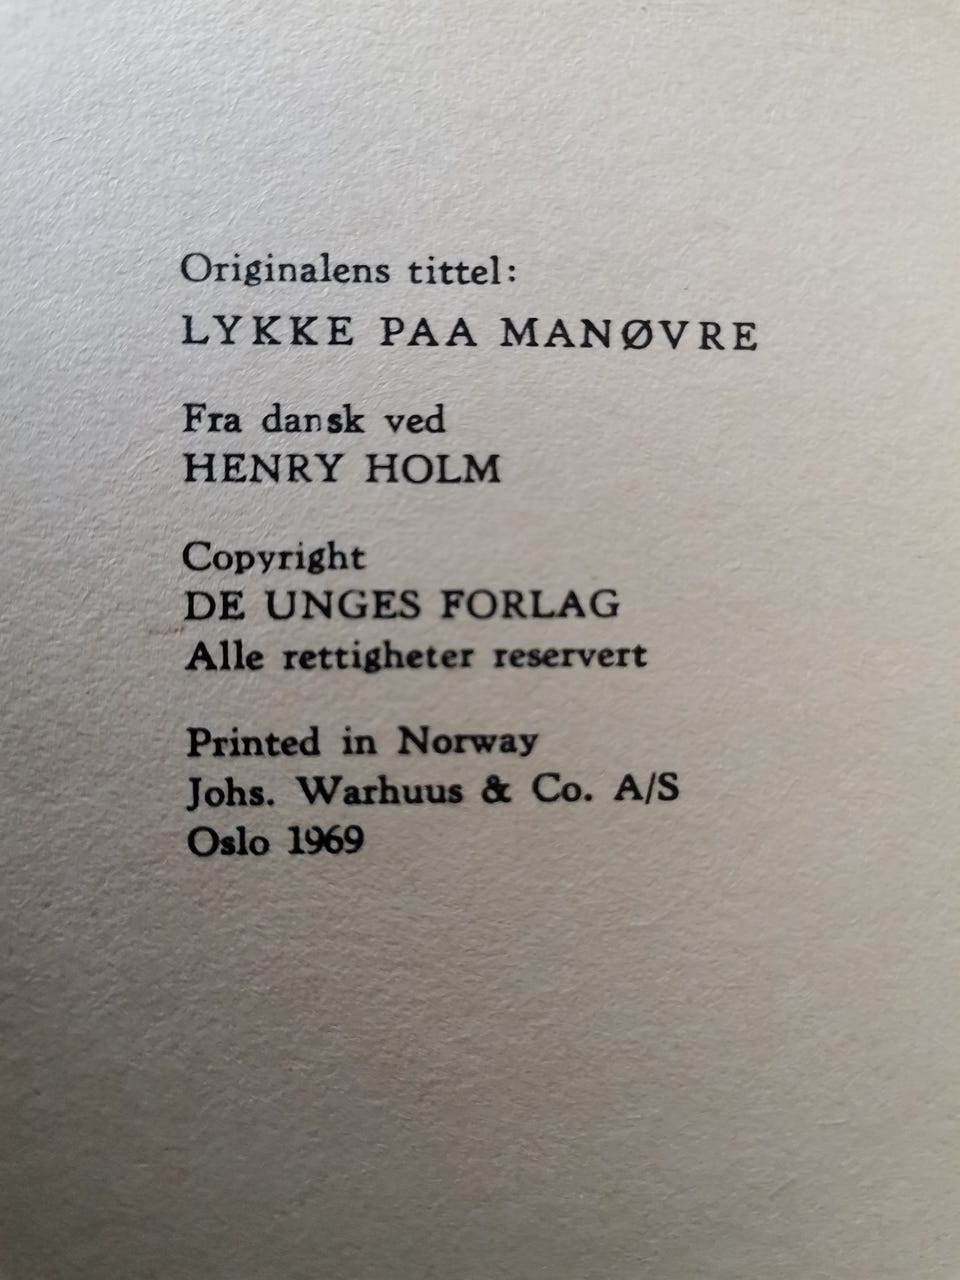 Originalens tittel:
LYKKE PAA MANØVRE
Fra dansk ved
HENRY HOLM
Copyright
DE UNGES FORLAG
Alle rettigheter reservert
Printed in Norway
Johs. Warhuus & Co. A/S
Oslo 1969